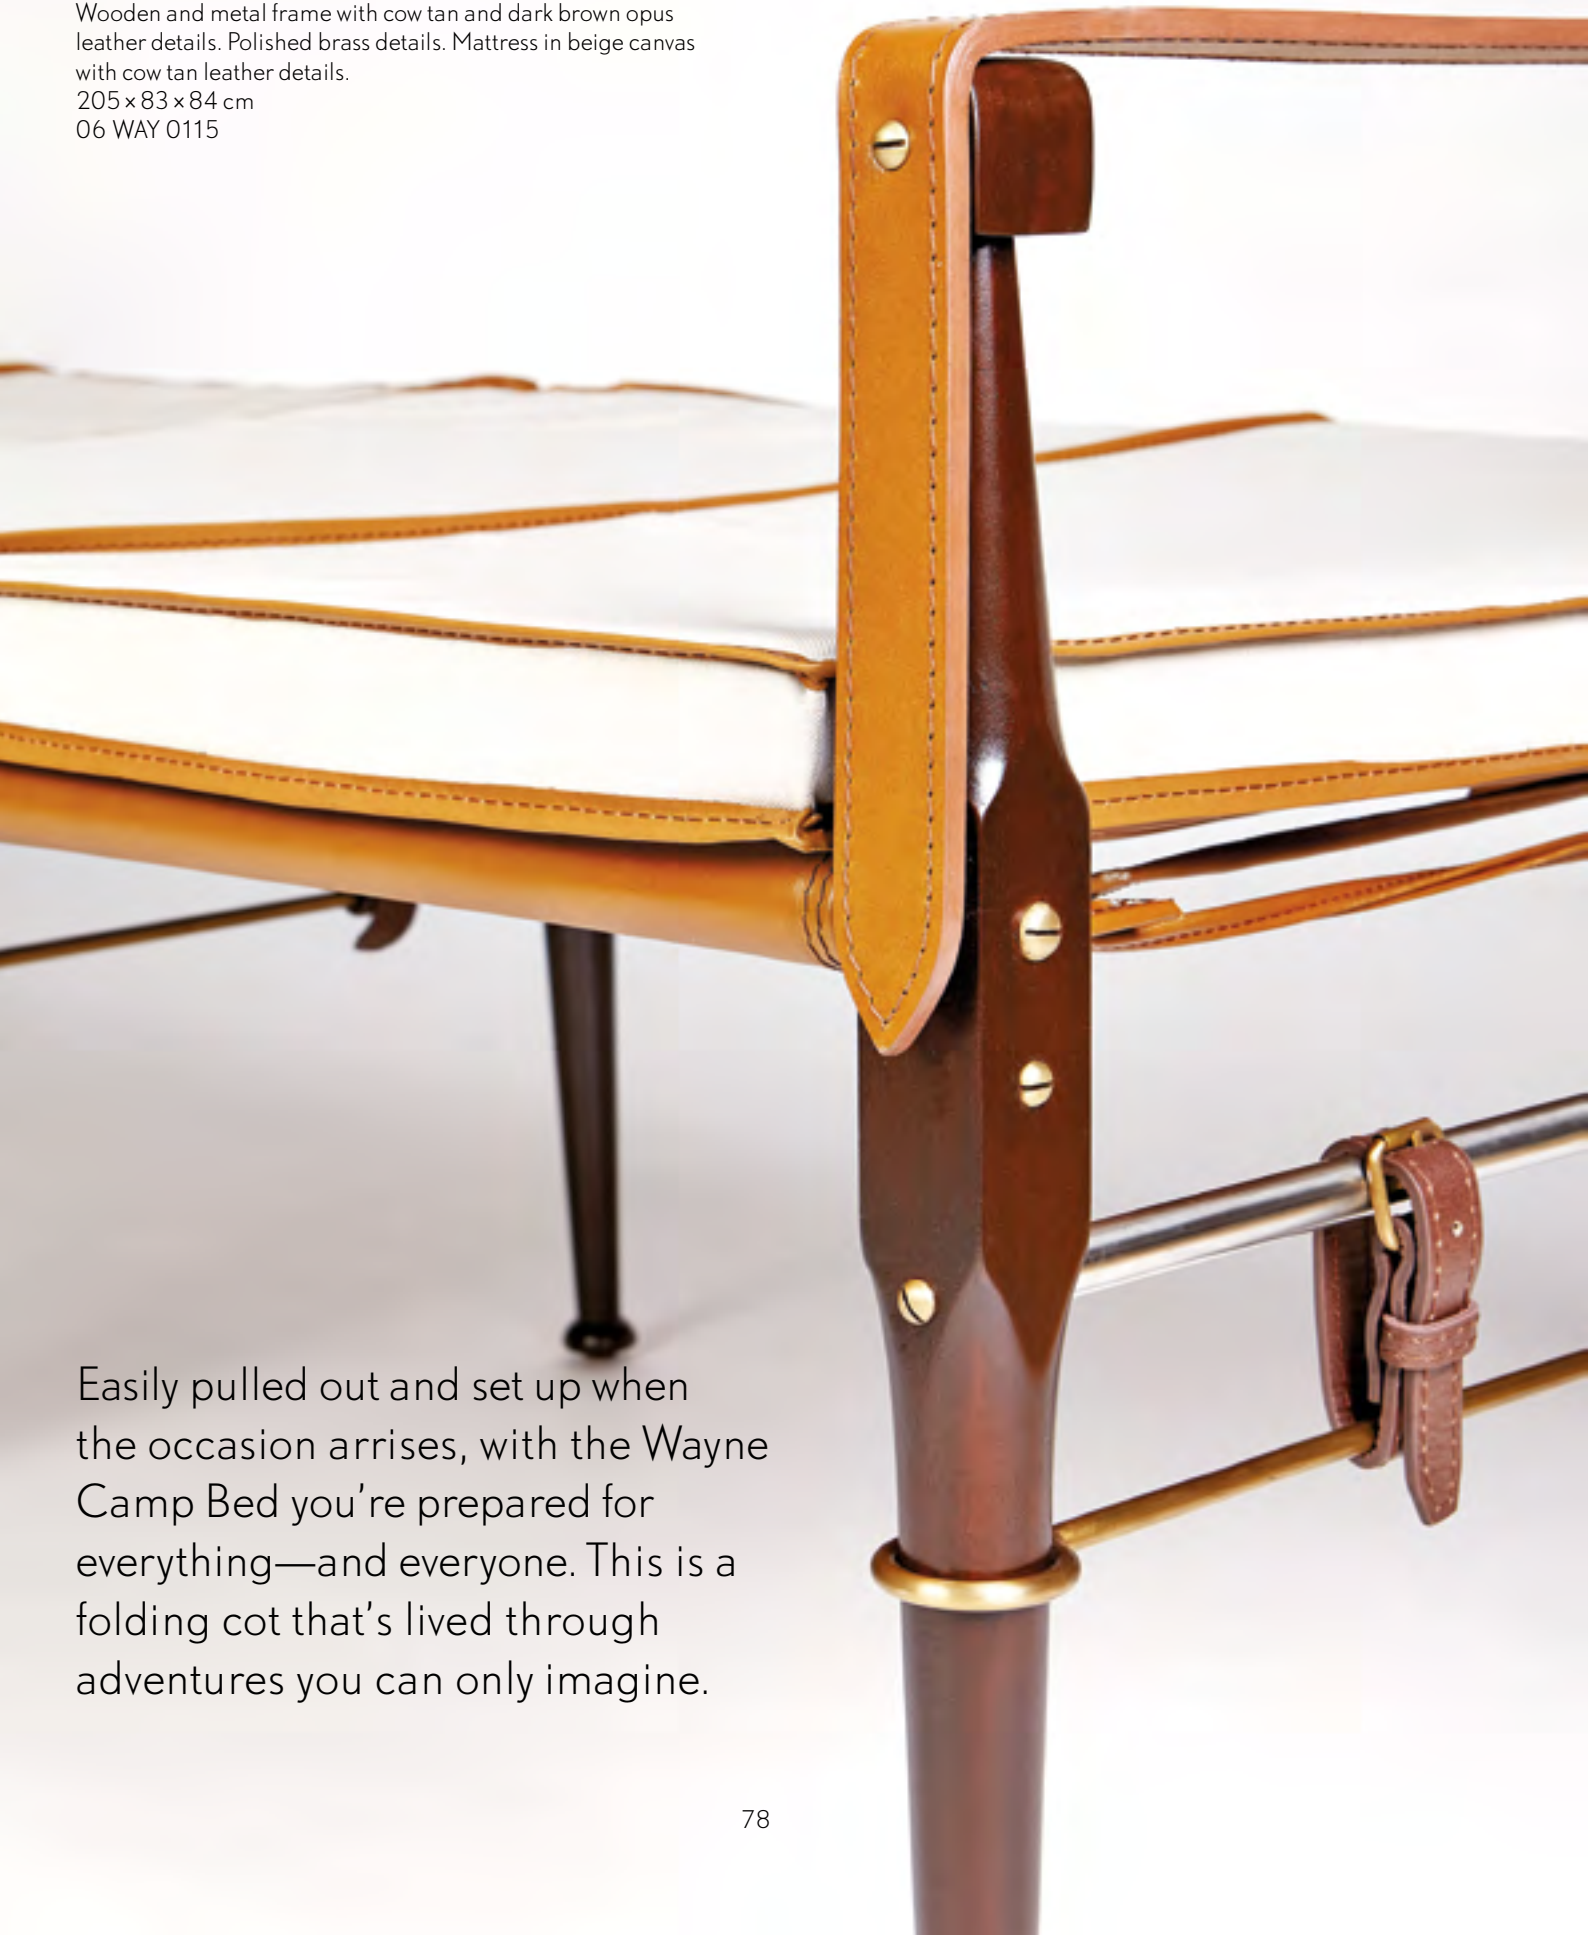 Wooden and metal frame with cow tan and dark brown opus
leather details. Polished brass details. Mattress in beige canvas
with cow tan leather details.
205 × 83 × 84 cm
06 WAY 0115
Easily pulled out and set up when
the occasion arrises, with the Wayne
Camp Bed you're prepared for
everything—and everyone. This is a
folding cot that's lived through
adventures you can only imagine.
78